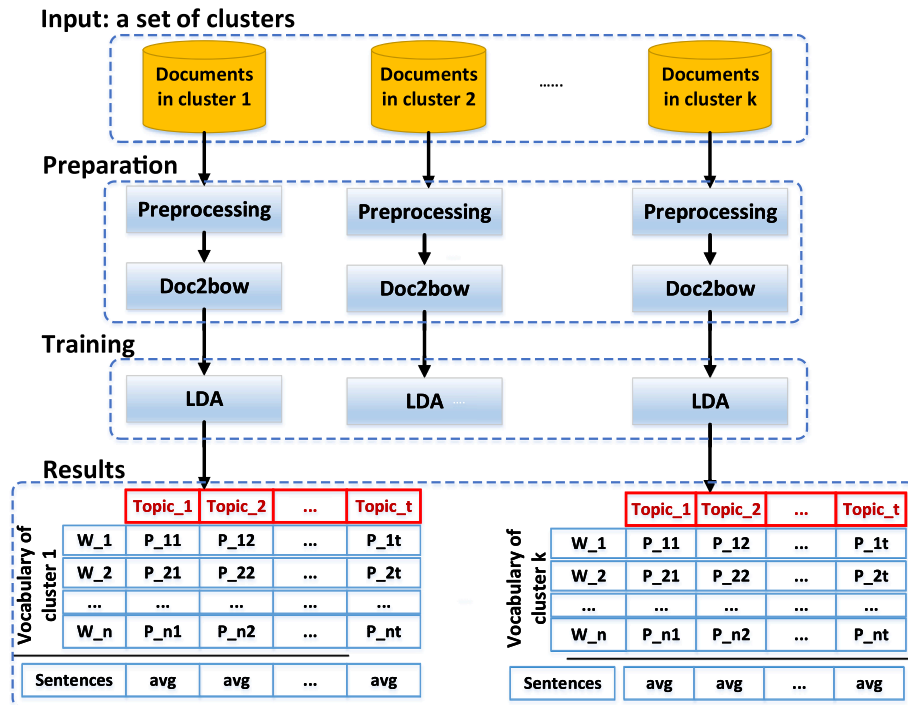 Input: a set of clusters
Documents in cluster 1
Documents in cluster 2
......
Documents in cluster k
Preparation
Preprocessing
Preprocessing
Preprocessing
Doc2bow
Doc2bow
Doc2bow
Training
LDA
LDA
LDA
Results
Vocabulary of cluster 1
Topic_1 Topic_2 ... Topic_t
W_1 P_11 P_12 ... P_1t
W_2 P_21 P_22 ... P_2t
... ... ... ... ...
W_n P_n1 P_n2 ... P_nt
Sentences avg avg ... avg
Vocabulary of cluster k
Topic_1 Topic_2 ... Topic_t
W_1 P_11 P_12 ... P_1t
W_2 P_21 P_22 ... P_2t
... ... ... ... ...
W_n P_n1 P_n2 ... P_nt
Sentences avg avg ... avg